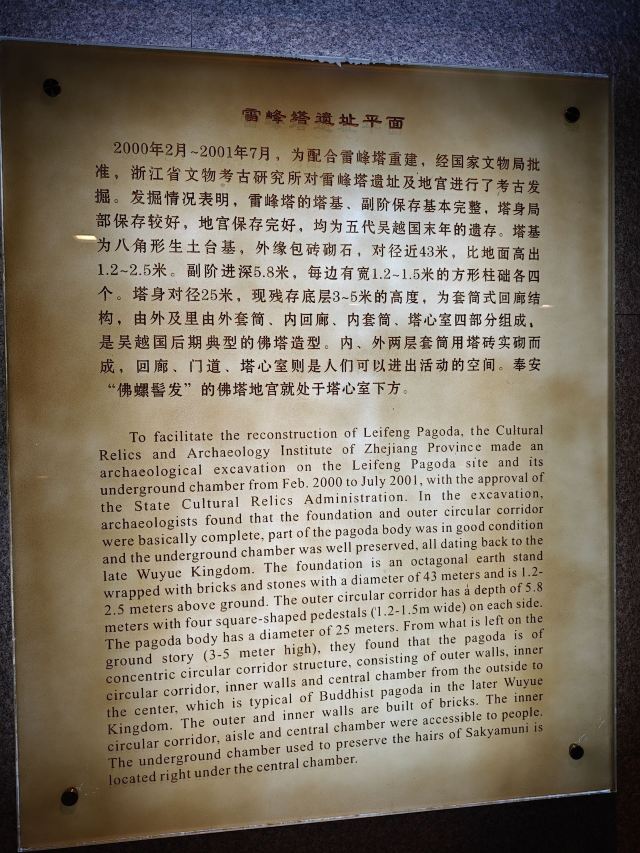 雷峰塔遺址平面
2000年2月~2001年7月，为配合雷峰塔重建，经国家文物局批
准，浙江省文物考古研究所对雷峰塔遗址及地宫进行了考古发
掘。发掘情况表明，雷峰塔的塔基、副阶保存基本完整，塔身局
部保存较好，地宫保存完好，均为五代吴越国末年的遗存。塔基
为八角形生土台基，外缘包砖砌石，对径近43米，比地面高出
1.2~2.5米。副阶进深5.8米，每边有宽1.2~1.5米的方形柱础各四
个。塔身对径25米，现残存底层3~5米的高度，为套筒式回廊结
构，由外及里由外套筒、内回廊、内套筒、塔心室四部分组成，
是吴越国后期典型的佛塔造型。内、外两层套筒用塔砖实砌而
成，回廊、门道、塔心室则是人们可以进出活动的空间。奉安
“佛螺髻发”的佛塔地宫就处于塔心室下方。
To facilitate the reconstruction of Leifeng Pagoda, the Cultural
Relics and Archaeology Institute of Zhejiang Province made an
archaeological excavation on the Leifeng Pagoda site and its
underground chamber from Feb. 2000 to July 2001, with the approval of
the State Cultural Relics Administration. In the excavation,
archaeologists found that the foundation and outer circular corridor
were basically complete, part of the pagoda body was in good condition
and the underground chamber was well preserved, all dating back to the
late Wuyue Kingdom. The foundation is an octagonal earth stand
wrapped with bricks and stones with a diameter of 43 meters and is 1.2-
2.5 meters above ground. The outer circular corridor has a depth of 5.8
meters with four square-shaped pedestals (1.2-1.5m wide) on each side.
The pagoda body has a diameter of 25 meters. From what is left on the
ground story (3-5 meter high), they found that the pagoda is of
concentric circular corridor structure, consisting of outer walls, inner
circular corridor, inner walls and central chamber from the outside to
the center, which is typical of Buddhist pagoda in the later Wuyue
Kingdom. The outer and inner walls are built of bricks. The inner
circular corridor, aisle and central chamber were accessible to people.
The underground chamber used to preserve the hairs of Sakyamuni is
located right under the central chamber.